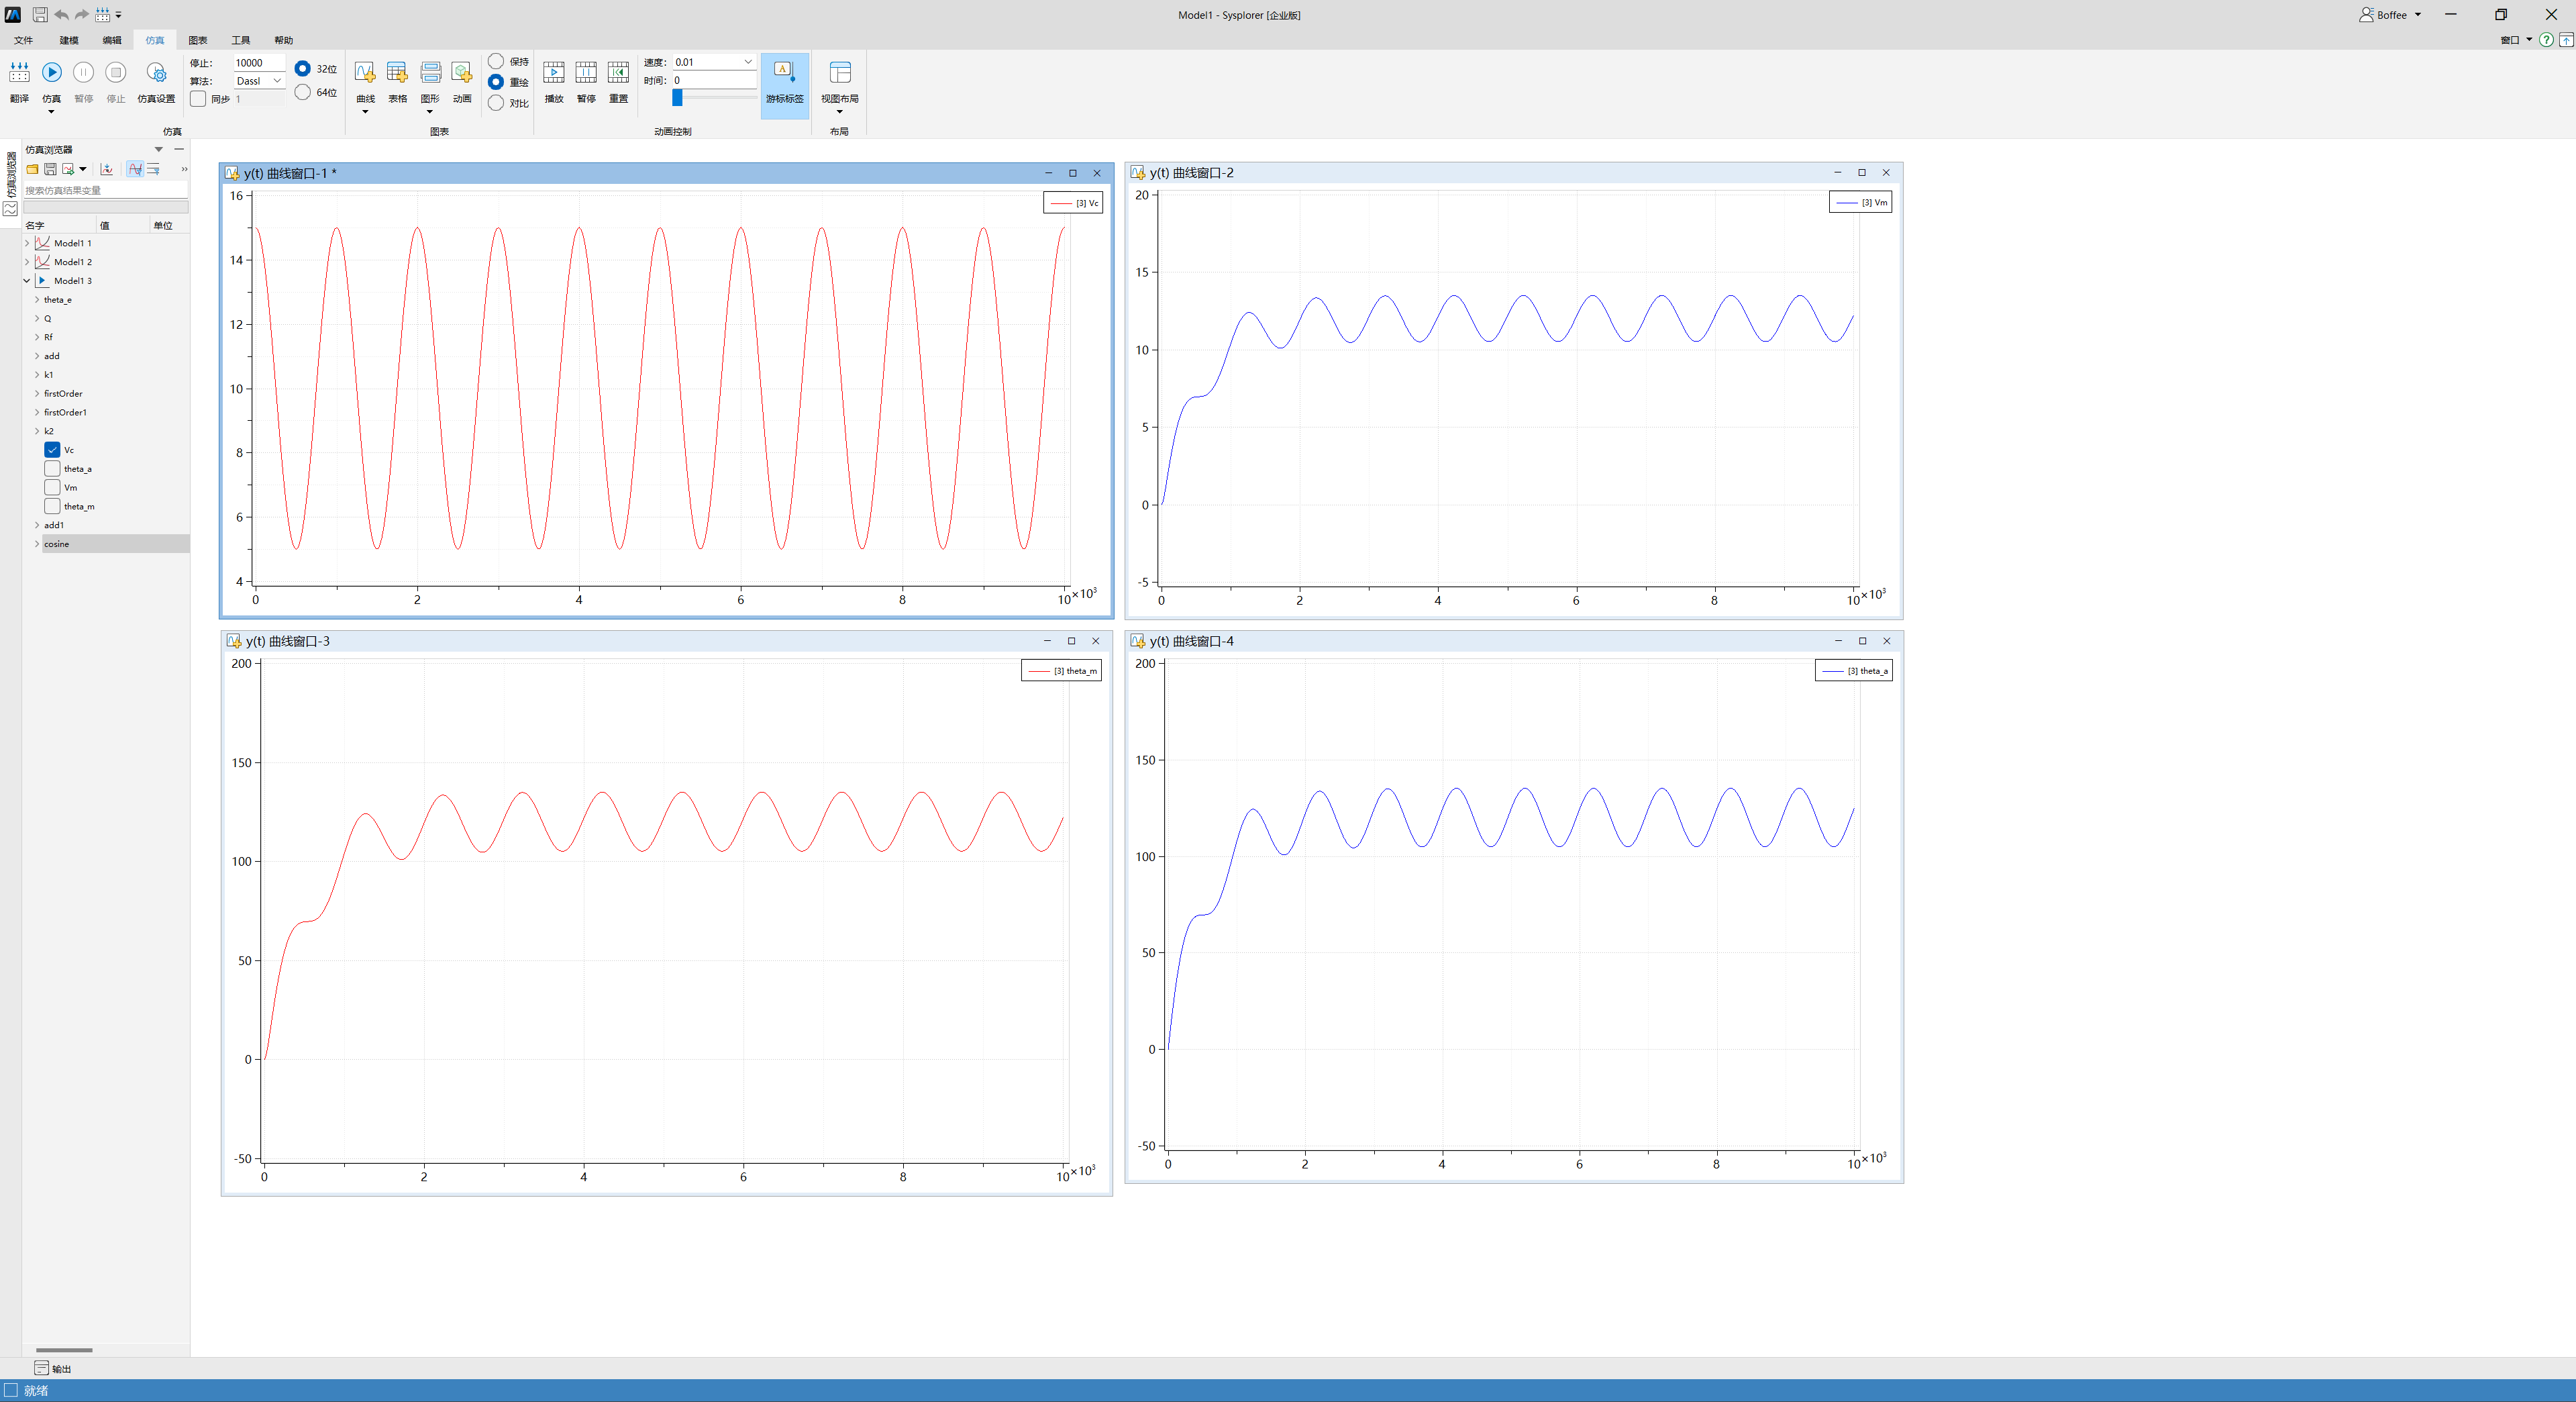 Model1 - Sysplorer [企业版]
Boffee
文件 建模 编辑 仿真 图表 工具 帮助
窗口
翻译 仿真 暂停 停止 仿真设置
停止: 10000
算法: Dassl
同步 1
32位
64位
仿真
曲线 表格 图形 动画
保持
重绘
对比
图表
播放 暂停 重置
速度: 0.01
时间: 0
游标标签
动画控制
视图布局
布局
仿真浏览器
仿真浏览器
搜索仿真结果变量
名字 值 单位
Model1 1
Model1 2
Model1 3
theta_e
Q
Rf
add
k1
firstOrder
firstOrder1
k2
Vc
theta_a
Vm
theta_m
add1
cosine
y(t) 曲线窗口-1 *
[3] Vc
16
14
12
10
8
6
4
0 2 4 6 8 10 ×10³
y(t) 曲线窗口-2
[3] Vm
20
15
10
5
0
-5
0 2 4 6 8 10 ×10³
y(t) 曲线窗口-3
[3] theta_m
200
150
100
50
0
-50
0 2 4 6 8 10 ×10³
y(t) 曲线窗口-4
[3] theta_a
200
150
100
50
0
-50
0 2 4 6 8 10 ×10³
输出
就绪